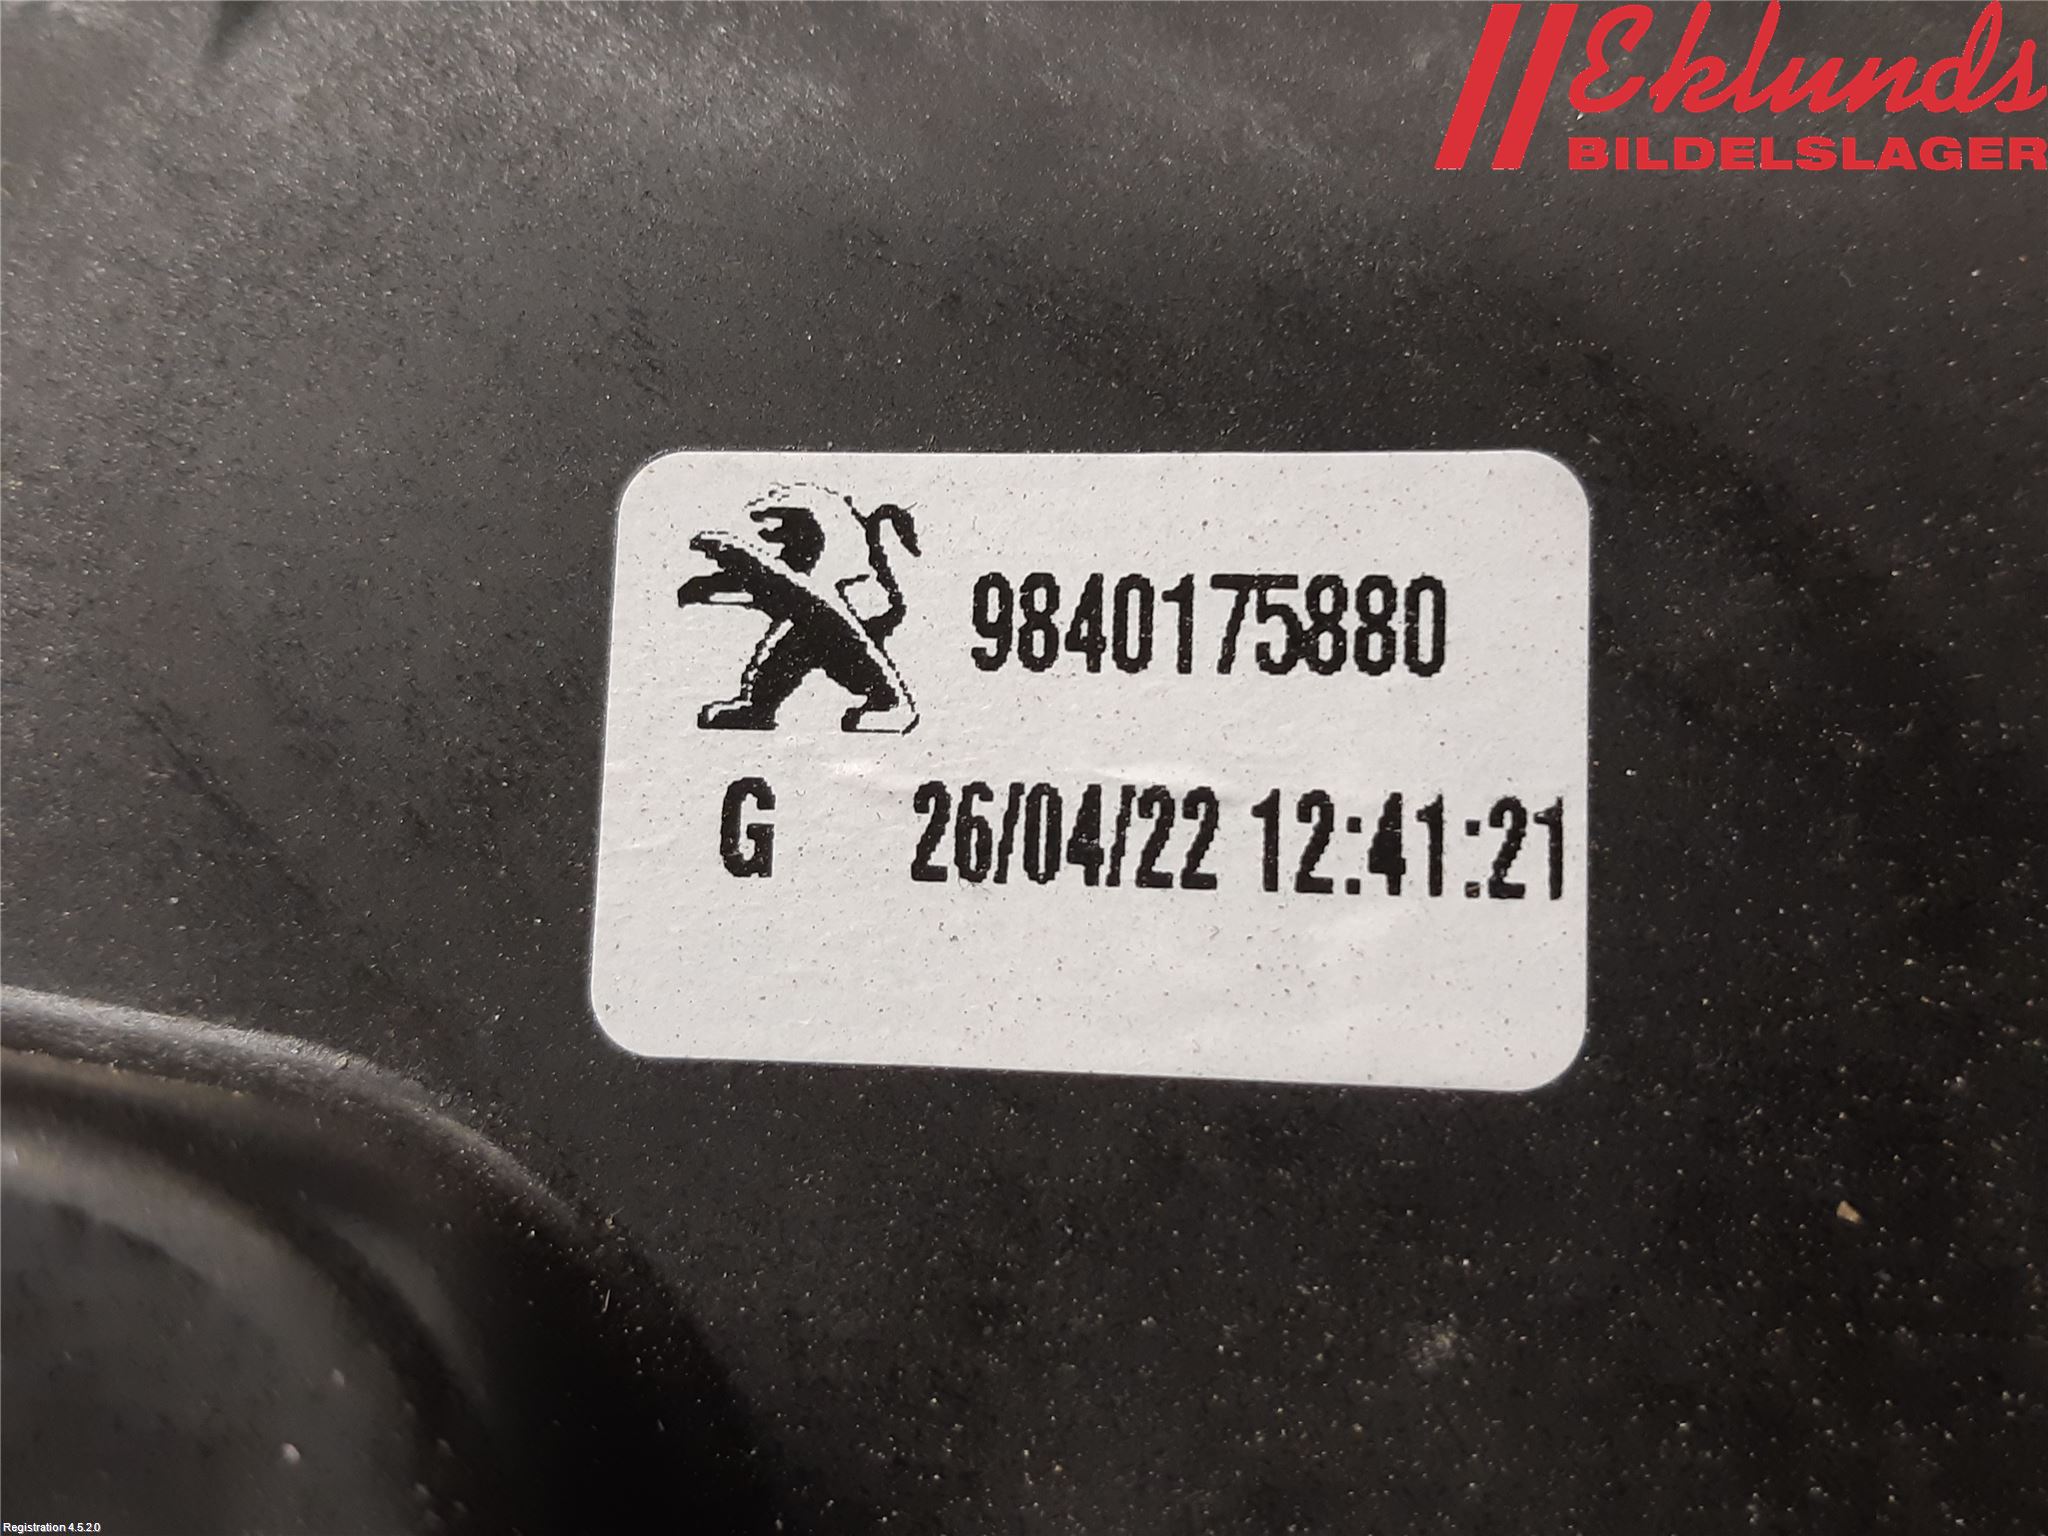 Eklunds
BILDELSLAGER
9840175880
G 26/04/22 12:41:21
Registration 4.5.2.0